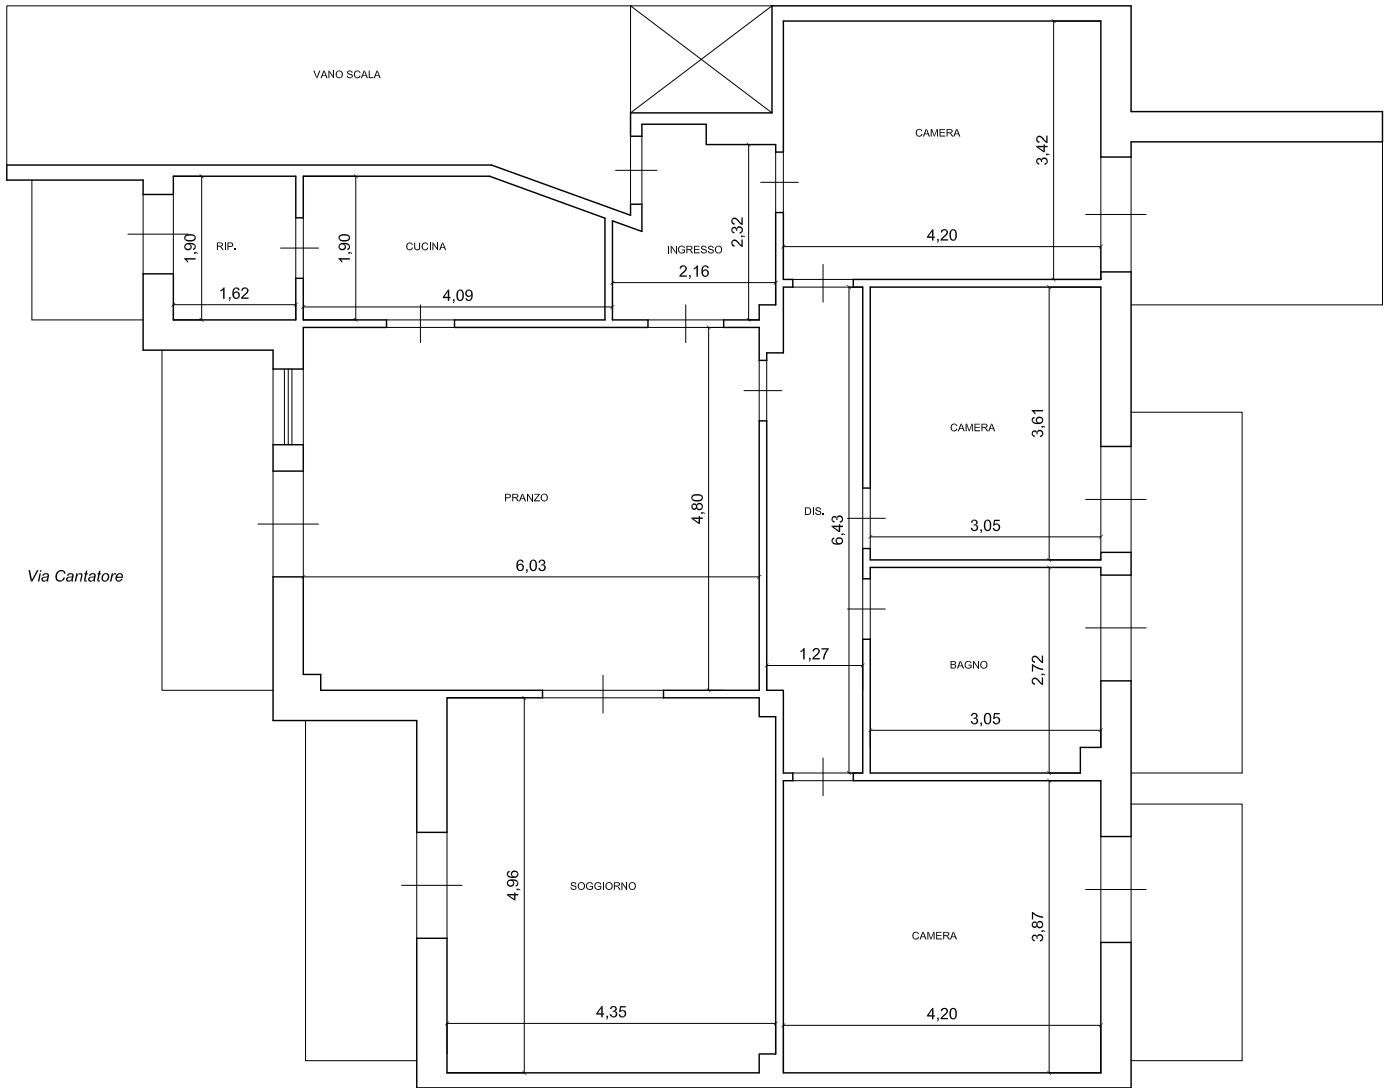 VANO SCALA
CAMERA
3,42
4,20
RIP.
1,90
1,62
CUCINA
1,90
4,09
INGRESSO
2,32
2,16
CAMERA
3,61
3,05
PRANZO
4,80
6,03
DIS.
6,43
1,27
Via Cantatore
BAGNO
2,72
3,05
SOGGIORNO
4,96
4,35
CAMERA
3,87
4,20